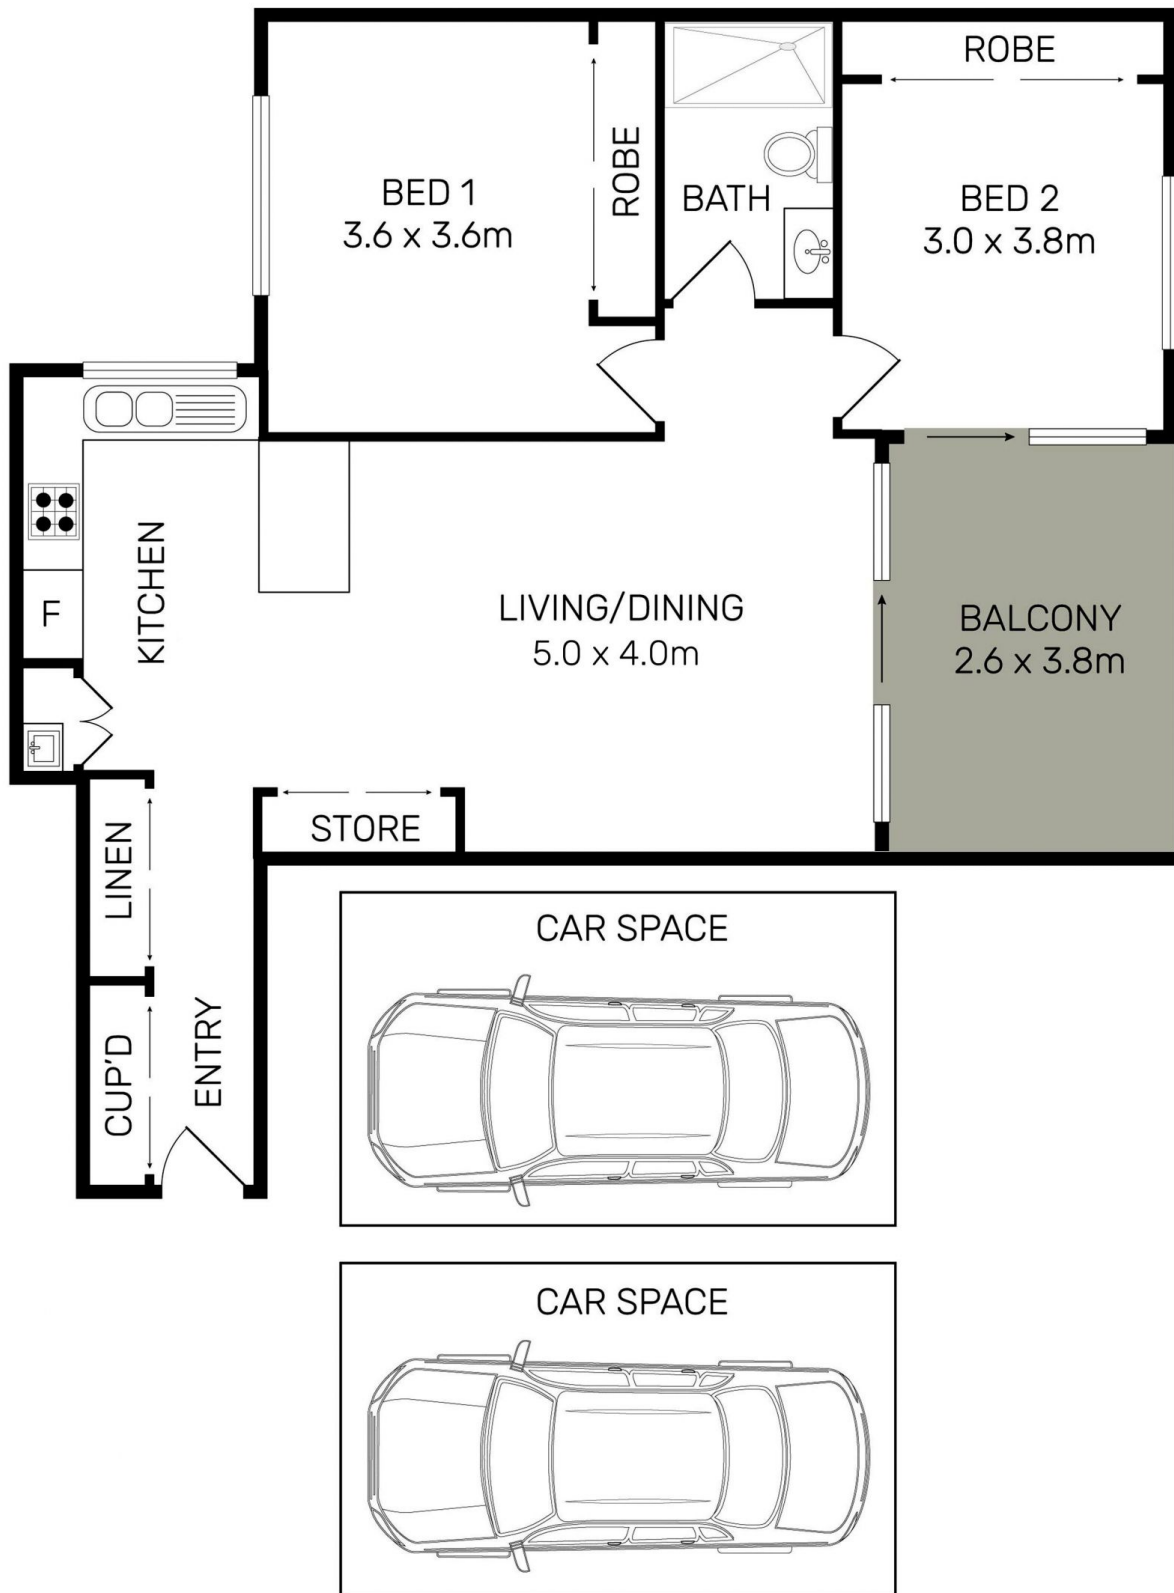 ROBE
BED 1
3.6 x 3.6m
ROBE
BATH
BED 2
3.0 x 3.8m
F
KITCHEN
LIVING/DINING
5.0 x 4.0m
BALCONY
2.6 x 3.8m
STORE
LINEN
CUP'D
ENTRY
CAR SPACE
CAR SPACE